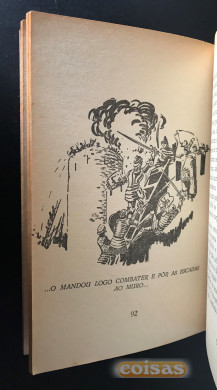 ...O MANDOU LOGO COMBATER E PÔR AS ESCADAS
AO MURO...
92
coisas